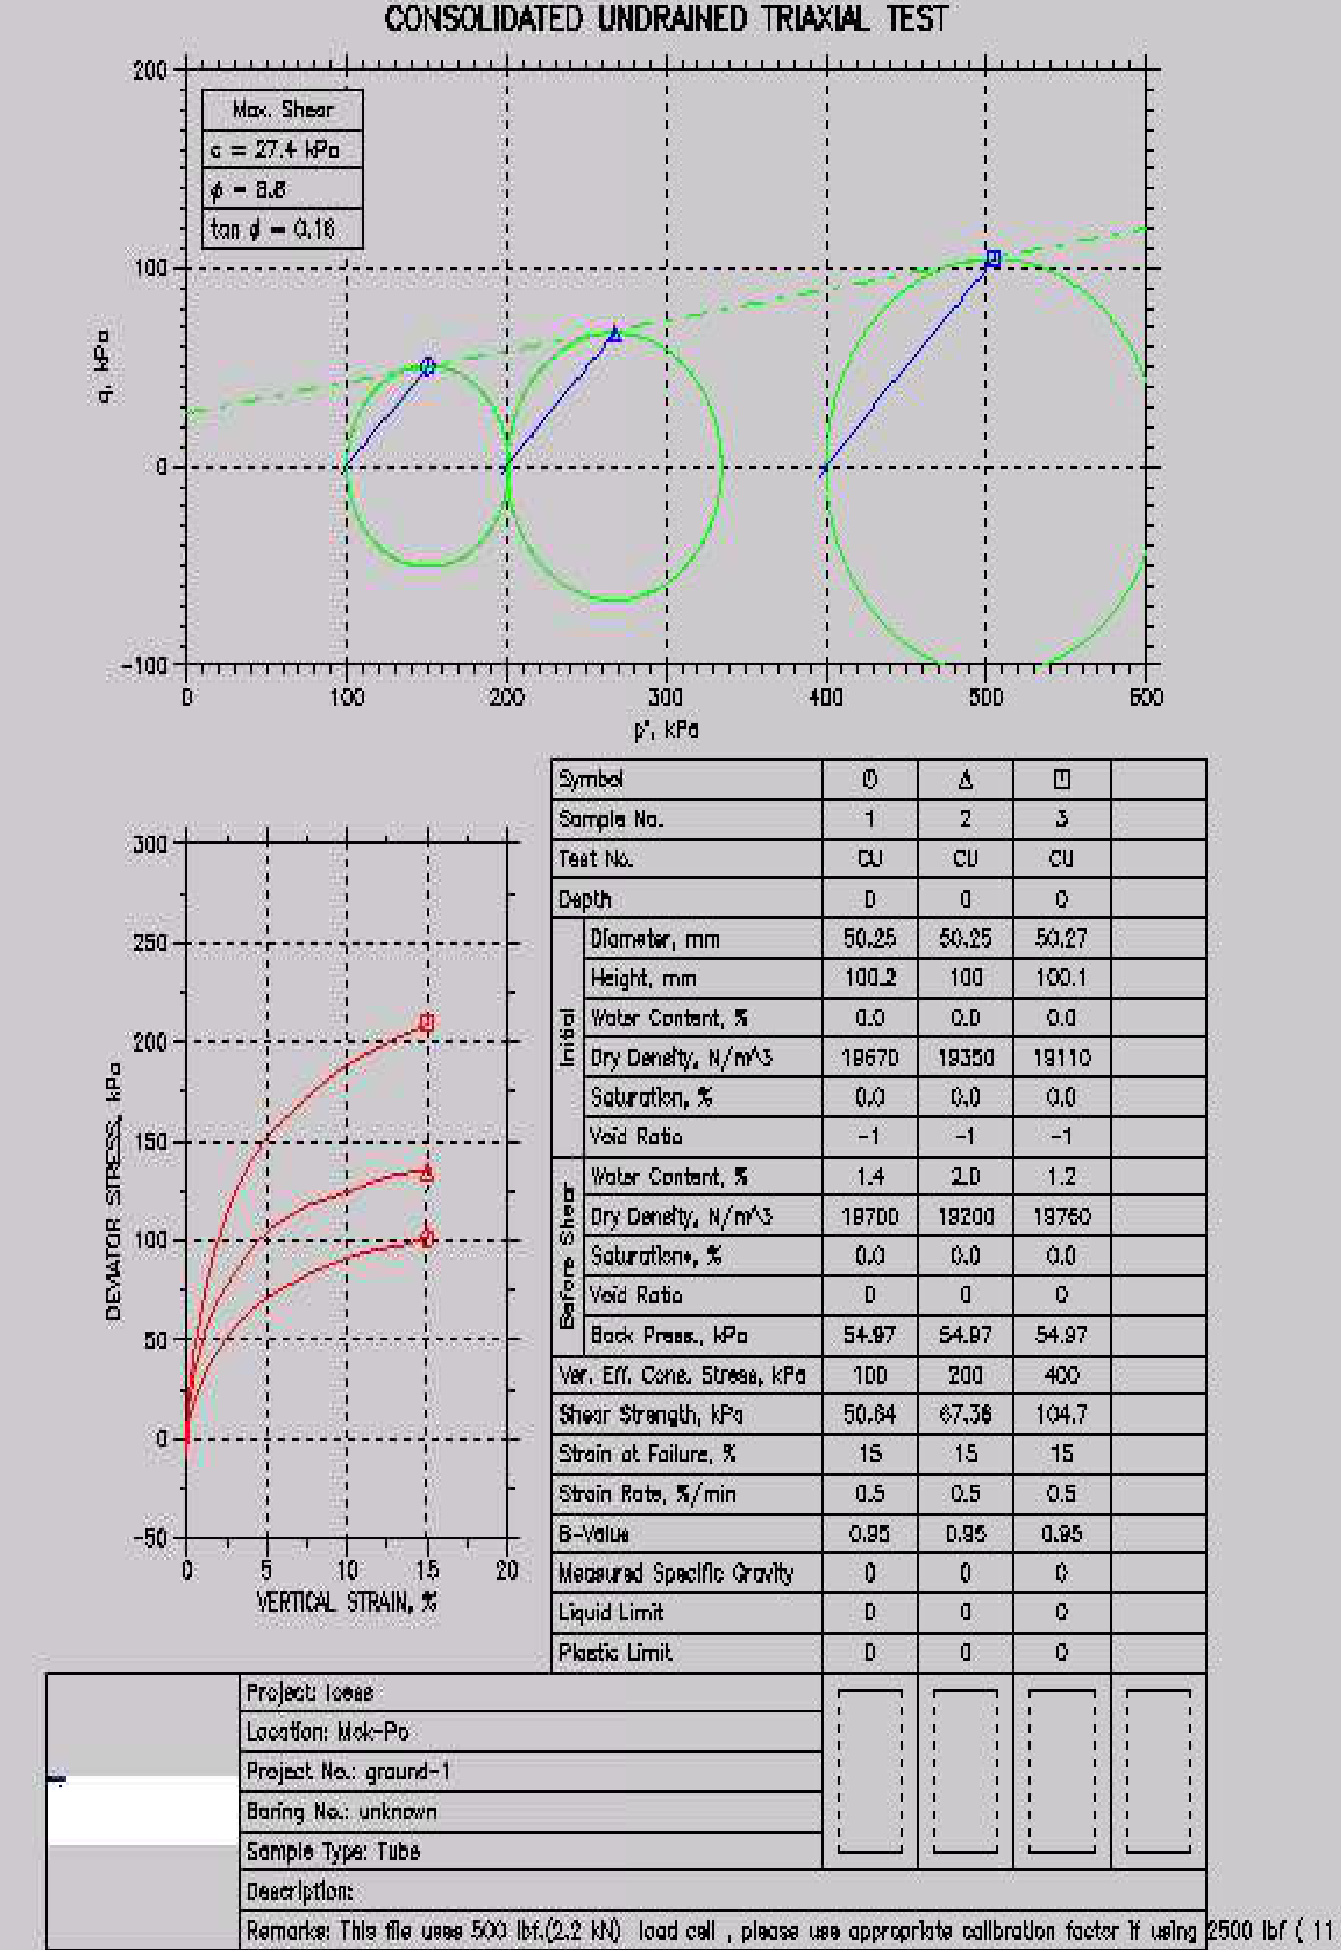 CONSOLIDATED UNDRAINED TRIAXIAL TEST
200
100
0
-100
q, kPa
Max. Shear
c = 27.4 kPa
ϕ =
tan ϕ = 0.16
0 100 200 300 400 500 600
p', kPa
300
250
200
150
100
50
0
-50
DEVIATOR STRESS, kPa
0 5 10 15 20
VERTICAL STRAIN, %
Symbol
Sample No. 1 2 3
Test No. CU CU CU
Depth 0 0 0
Initial
Diameter, mm 50.25 50.25 50.27
Height, mm 100.2 100 100.1
Water Content, % 0.0 0.0 0.0
Dry Density, N/m^3 19350 19110
Saturation, % 0.0 0.0 0.0
Void Ratio -1 -1 -1
Before Shear
Water Content, % 1.4 2.0 1.2
Dry Density, N/m^3 19200
Saturation*, % 0.0 0.0 0.0
Void Ratio 0 0 0
Back Press., kPa 54.97 54.97 54.97
Ver. Eff. Cons. Stress, kPa 100 200 400
Shear Strength, kPa 50.64 104.7
Strain at Failure, % 15 15 15
Strain Rate, %/min 0.5 0.5 0.5
B-Value 0.95 0.95 0.95
Measured Specific Gravity 0 0 0
Liquid Limit 0 0 0
Plastic Limit 0 0 0
Project: loess
Location: Mok-Po
Project No.: ground-1
Boring No.: unknown
Sample Type: Tube
Description:
Remarks: This file uses 500 lbf.(2.2 kN) load cell , please use appropriate calibration factor if using 2500 lbf ( 11